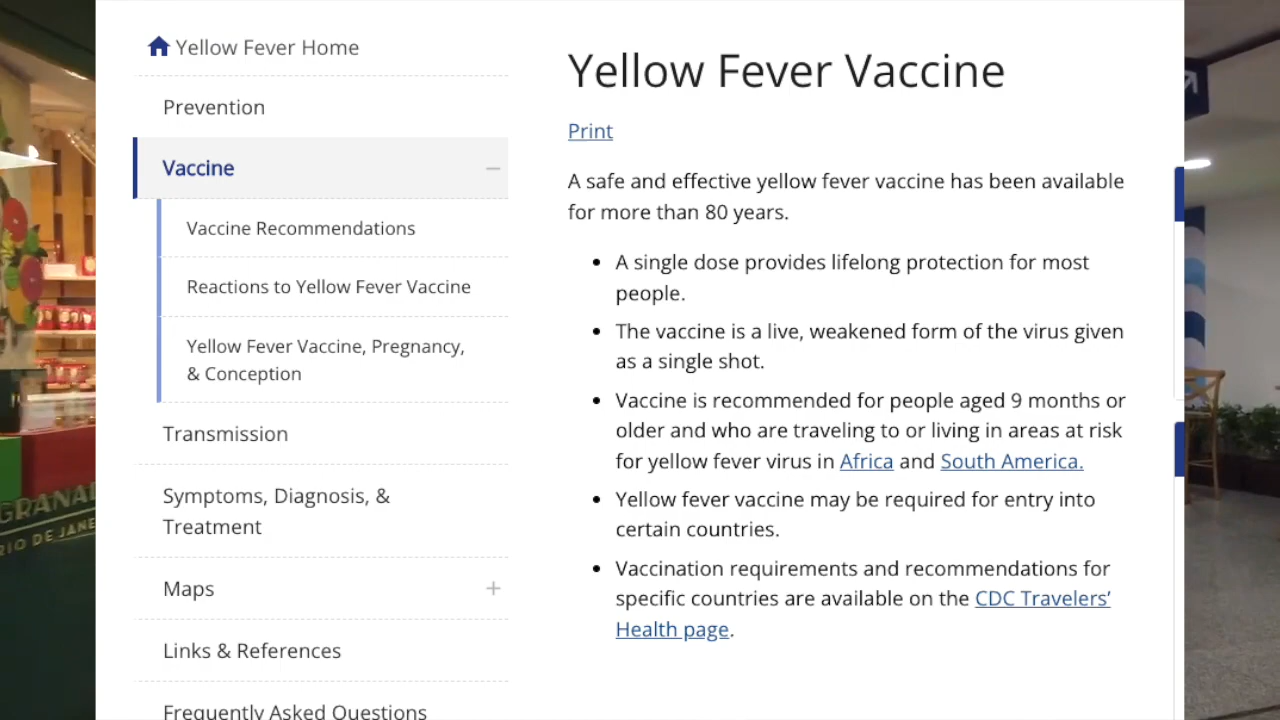 Yellow Fever Home
Prevention
Vaccine
Vaccine Recommendations
Reactions to Yellow Fever Vaccine
Yellow Fever Vaccine, Pregnancy,
& Conception
Transmission
Symptoms, Diagnosis, &
Treatment
Maps
Links & References
Frequently Asked Questions
Yellow Fever Vaccine
Print
A safe and effective yellow fever vaccine has been available
for more than 80 years.
• A single dose provides lifelong protection for most
people.
• The vaccine is a live, weakened form of the virus given
as a single shot.
• Vaccine is recommended for people aged 9 months or
older and who are traveling to or living in areas at risk
for yellow fever virus in Africa and South America.
• Yellow fever vaccine may be required for entry into
certain countries.
• Vaccination requirements and recommendations for
specific countries are available on the CDC Travelers’
Health page.
GRANA
RIO DE JANE